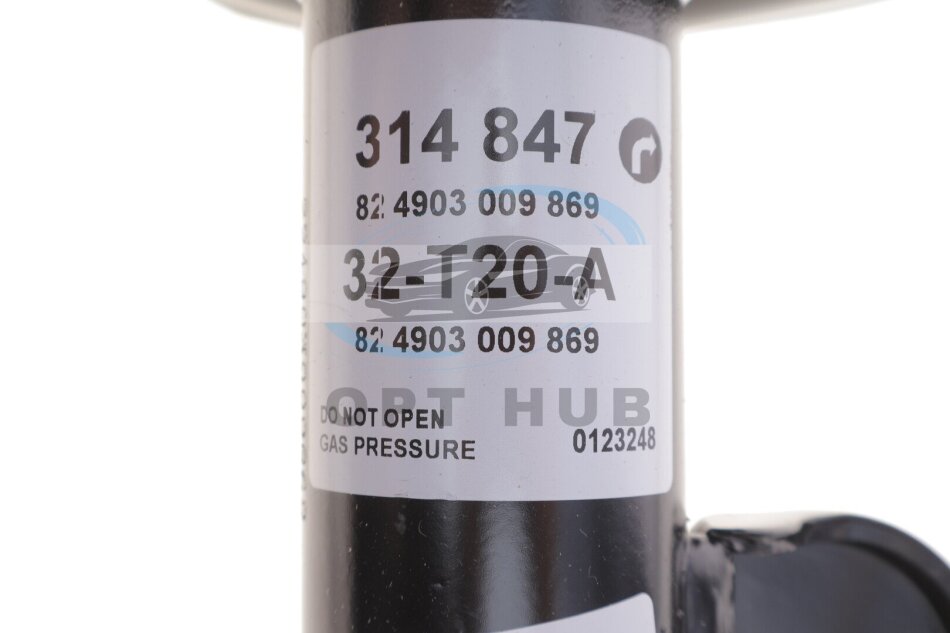 314 847
82 4903 009 869
32-T20-A
82 4903 009 869
OPT HUB
DO NOT OPEN
GAS PRESSURE
0123248